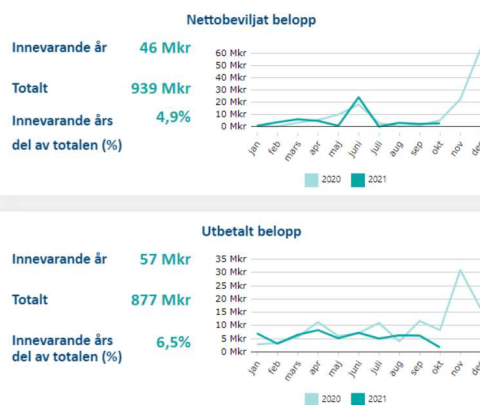 Nettobeviljat belopp
Innevarande år 46 Mkr
Totalt 939 Mkr
Innevarande års 4,9%
del av totalen (%)
60 Mkr
50 Mkr
40 Mkr
30 Mkr
20 Mkr
10 Mkr
0 Mkr
jan feb mars apr maj juni juli aug sep okt nov dec
2020 2021
Utbetalt belopp
Innevarande år 57 Mkr
Totalt 877 Mkr
Innevarande års 6,5%
del av totalen (%)
35 Mkr
30 Mkr
25 Mkr
20 Mkr
15 Mkr
10 Mkr
5 Mkr
0 Mkr
jan feb mars apr maj juni juli aug sep okt nov dec
2020 2021